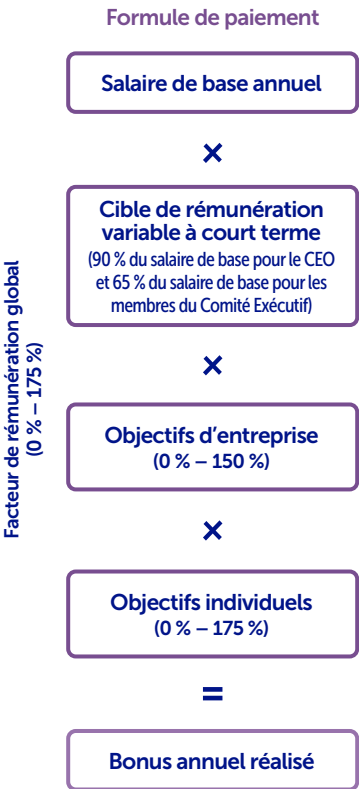 Formule de paiement
Salaire de base annuel
×
Cible de rémunération
variable à court terme
(90 % du salaire de base pour le CEO
et 65 % du salaire de base pour les
membres du Comité Exécutif)
×
Objectifs d'entreprise
(0 % – 150 %)
×
Objectifs individuels
(0 % – 175 %)
=
Bonus annuel réalisé
Facteur de rémunération global
(0 % – 175 %)